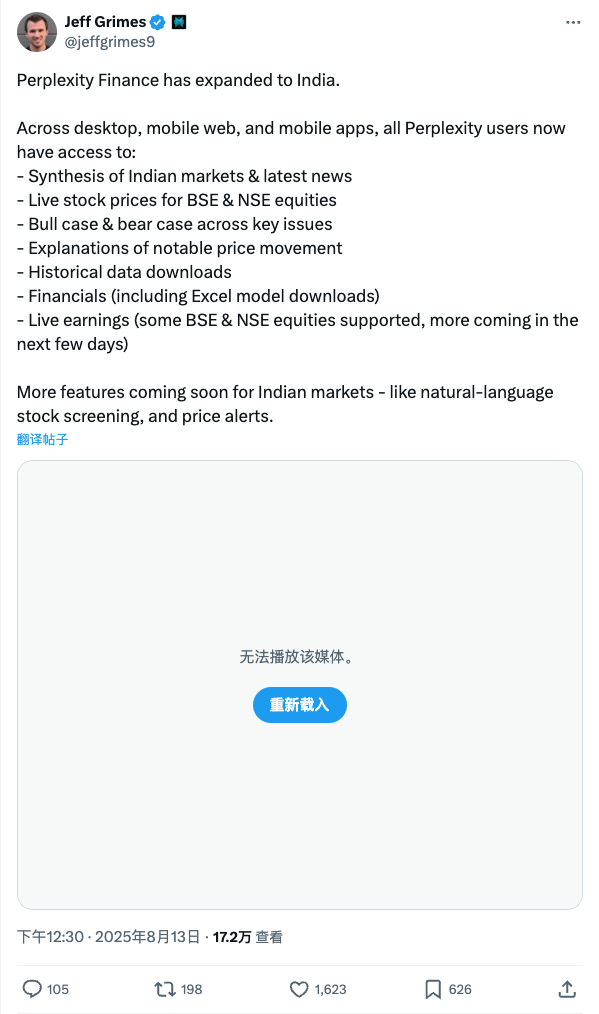 Jeff Grimes
@jeffgrimes9
Perplexity Finance has expanded to India.
Across desktop, mobile web, and mobile apps, all Perplexity users now
have access to:
- Synthesis of Indian markets & latest news
- Live stock prices for BSE & NSE equities
- Bull case & bear case across key issues
- Explanations of notable price movement
- Historical data downloads
- Financials (including Excel model downloads)
- Live earnings (some BSE & NSE equities supported, more coming in the
next few days)
More features coming soon for Indian markets - like natural-language
stock screening, and price alerts.
翻译帖子
无法播放该媒体。
重新载入
下午12:30 · 2025年8月13日 · 17.2万 查看
105 198 1,623 626